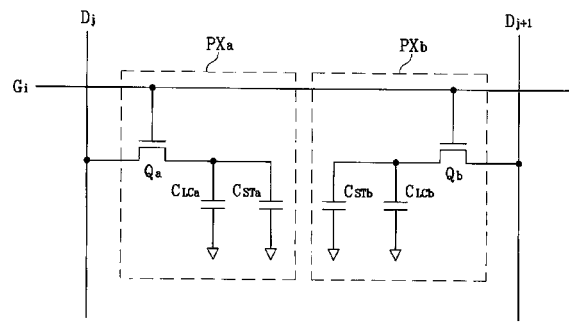 Dj
PXa
PXb
Dj+1
Gi
Qa
CLCa
CSTa
CSTb
CLCb
Qb